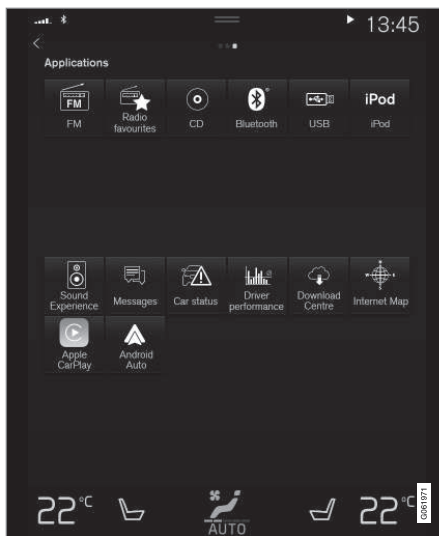 13:45
Applications
FM
FM
Radio
favourites
CD
Bluetooth
USB
iPod
iPod
Sound
Experience
Messages
Car status
Driver
performance
Download
Centre
Internet Map
Apple
CarPlay
Android
Auto
22°C
AUTO
22°C
G061971